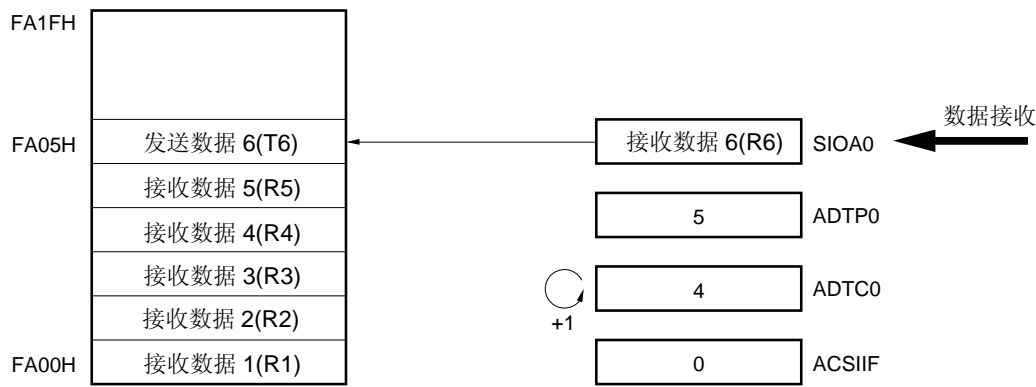 FA1FH
FA05H
发送数据 6(T6)
接收数据 5(R5)
接收数据 4(R4)
接收数据 3(R3)
接收数据 2(R2)
FA00H
接收数据 1(R1)
接收数据 6(R6)
SIOA0
数据接收
5
ADTP0
+1
4
ADTC0
0
ACSIIF